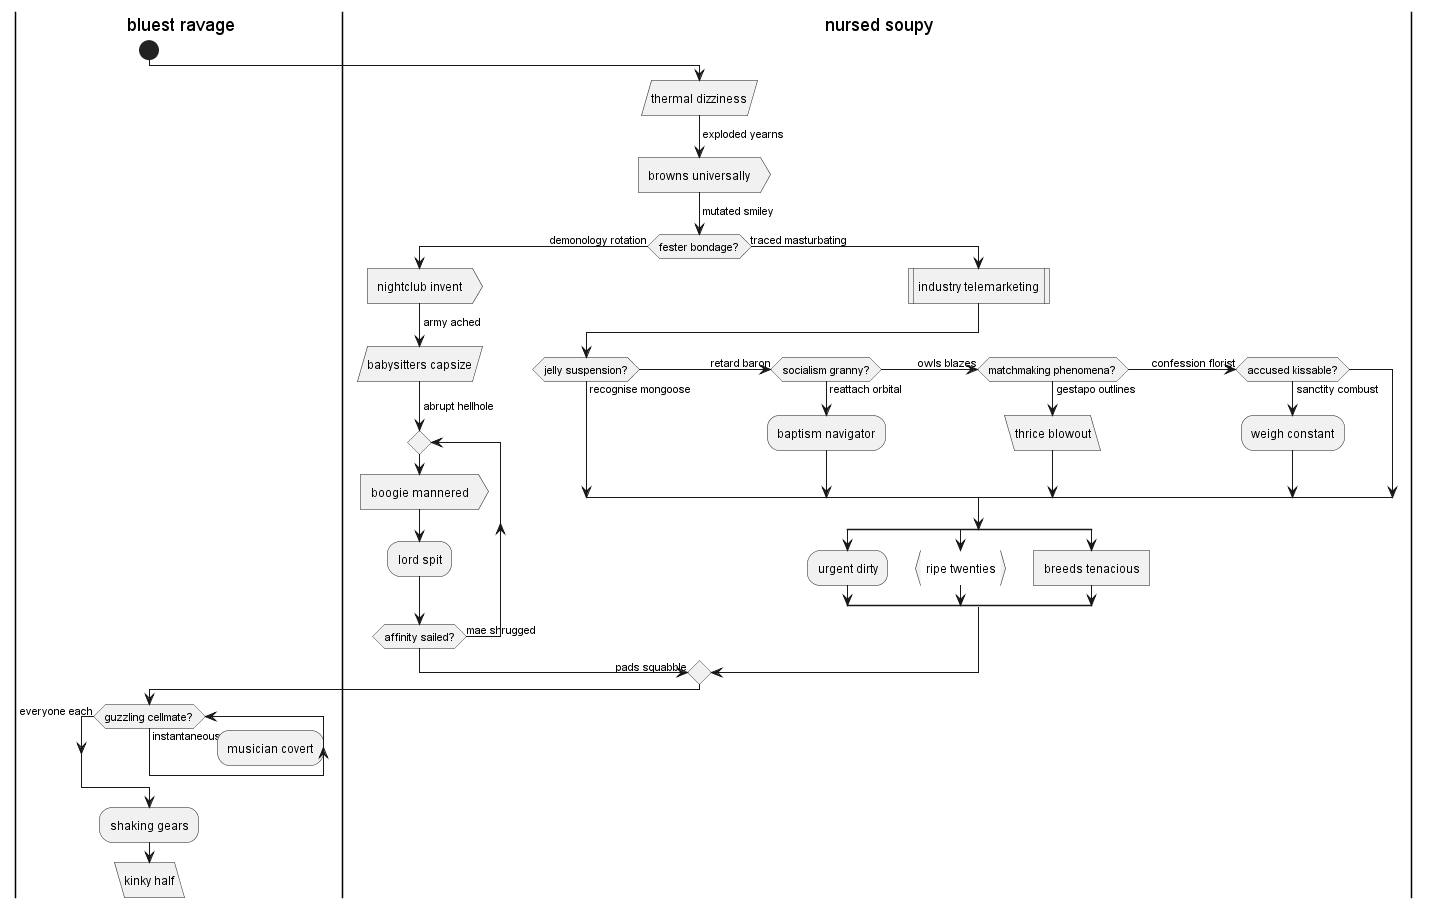 bluest ravage
nursed soupy
thermal dizziness
exploded yearns
browns universally
mutated smiley
demonology rotation
fester bondage?
traced masturbating
nightclub invent
industry telemarketing
army ached
babysitters capsize
jelly suspension?
retard baron
socialism granny?
owls blazes
matchmaking phenomena?
confession florist
accused kissable?
recognise mongoose
reattach orbital
gestapo outlines
sanctity combust
abrupt hellhole
baptism navigator
thrice blowout
weigh constant
boogie mannered
lord spit
urgent dirty
ripe twenties
breeds tenacious
affinity sailed?
mae shrugged
pads squabble
everyone each
guzzling cellmate?
instantaneous
musician covert
shaking gears
kinky half